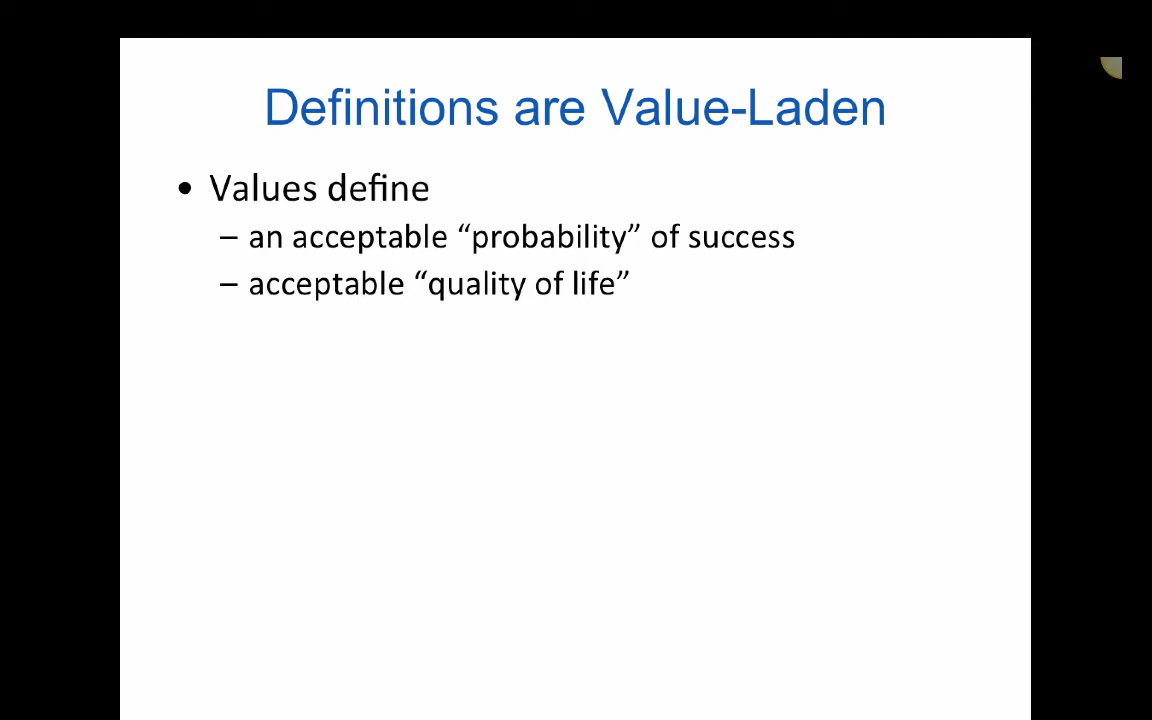 Definitions are Value-Laden
• Values define
– an acceptable “probability” of success
– acceptable “quality of life”